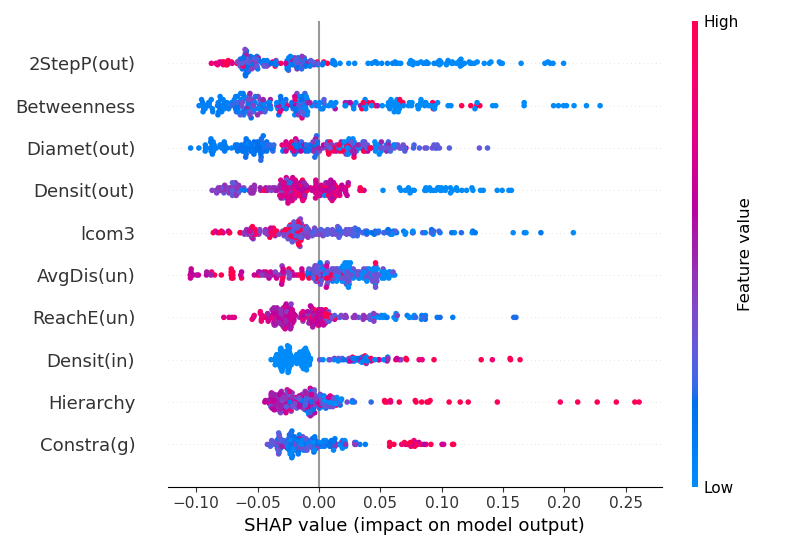 High
2StepP(out)
Betweenness
Diamet(out)
Densit(out)
lcom3
AvgDis(un)
ReachE(un)
Densit(in)
Hierarchy
Constra(g)
Feature value
Low
−0.10 −0.05 0.00 0.05 0.10 0.15 0.20 0.25
SHAP value (impact on model output)